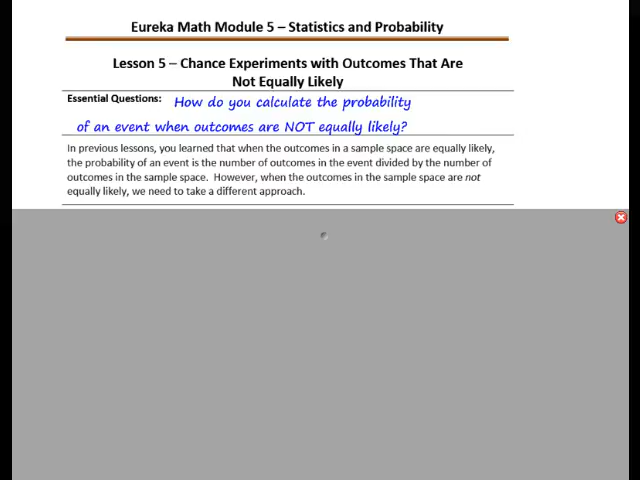 Eureka Math Module 5 – Statistics and Probability
Lesson 5 – Chance Experiments with Outcomes That Are
Not Equally Likely
Essential Questions: How do you calculate the probability
of an event when outcomes are NOT equally likely?
In previous lessons, you learned that when the outcomes in a sample space are equally likely,
the probability of an event is the number of outcomes in the event divided by the number of
outcomes in the sample space. However, when the outcomes in the sample space are not
equally likely, we need to take a different approach.